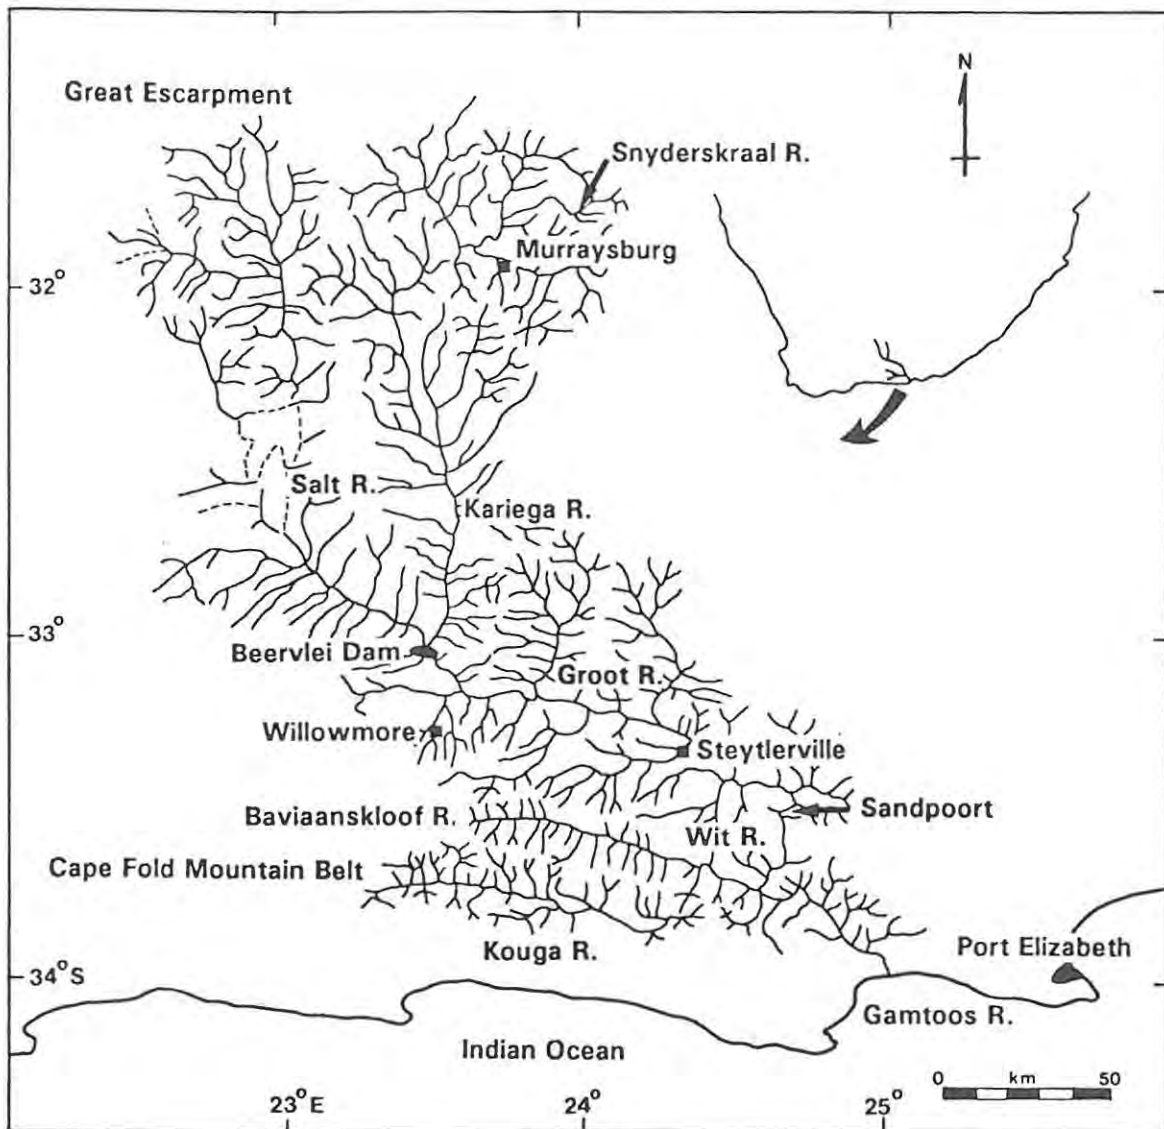 Great Escarpment
N
Snyderskraal R.
Murraysburg
32°
Salt R.
Kariega R.
33°
Beervlei Dam
Groot R.
Willowmore
Steytlerville
Baviaanskloof R.
Sandpoort
Wit R.
Cape Fold Mountain Belt
Kouga R.
Port Elizabeth
34°S
Gamtoos R.
Indian Ocean
0 km 50
23°E 24° 25°